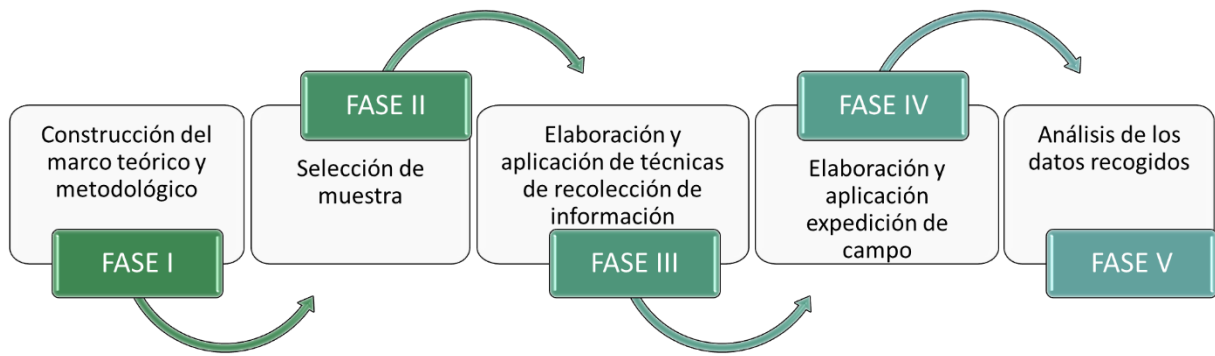 Construcción del
marco teórico y
metodológico
FASE I
FASE II
Selección de
muestra
Elaboración y
aplicación de técnicas
de recolección de
información
FASE III
FASE IV
Elaboración y
aplicación
expedición de
campo
Análisis de los
datos recogidos
FASE V